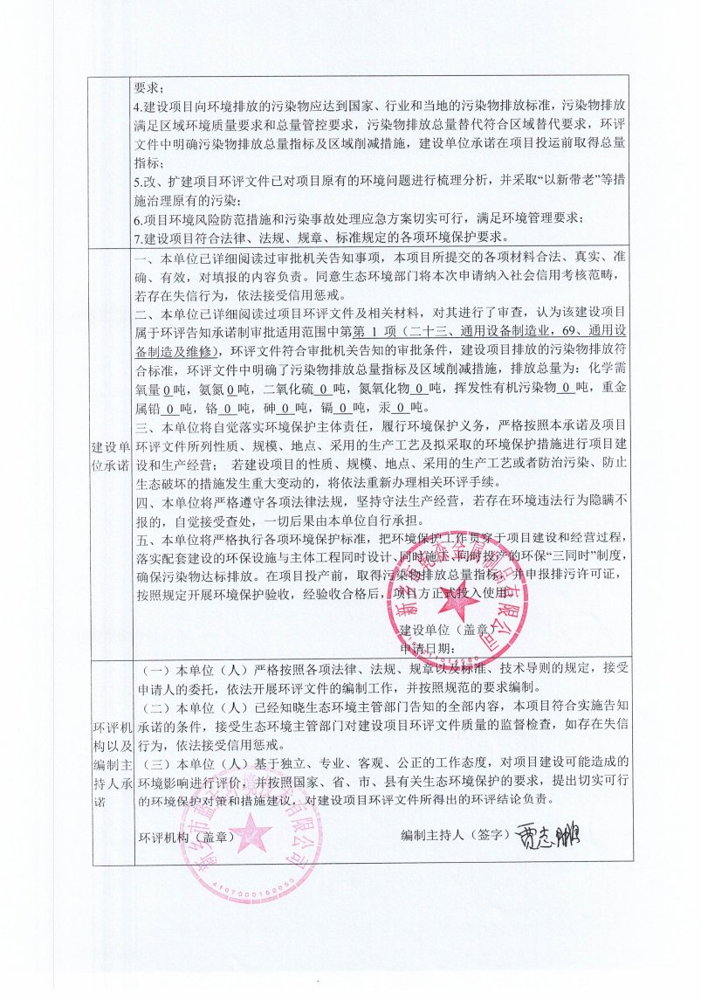 要求；
4.建设项目向环境排放的污染物应达到国家、行业和当地的污染物排放标准，污染物排放
满足区域环境质量要求和总量管控要求，污染物排放总量替代符合区域替代要求，环评
文件中明确污染物排放总量指标及区域削减措施，建设单位承诺在项目投运前取得总量
指标；
5.改、扩建项目环评文件已对项目原有的环境问题进行梳理分析，并采取“以新带老”等措
施治理原有的污染；
6.项目环境风险防范措施和污染事故处理应急方案切实可行，满足环境管理要求；
7.建设项目符合法律、法规、规章、标准规定的各项环境保护要求。
建设单
位承诺
一、本单位已详细阅读过审批机关告知事项，本项目所提交的各项材料合法、真实、准
确、有效，对填报的内容负责。同意生态环境部门将本次申请纳入社会信用考核范畴，
若存在失信行为，依法接受信用惩戒。
二、本单位已详细阅读过项目环评文件及相关材料，对其进行了审查，认为该建设项目
属于环评告知承诺制审批适用范围中第第 1 项（二十三、通用设备制造业，69、通用设
备制造及维修），环评文件符合审批机关告知的审批条件，建设项目排放的污染物排放符
合标准，环评文件中明确了污染物排放总量指标及区域削减措施，排放总量为：化学需
氧量 0 吨，氨氮 0 吨，二氧化硫 0 吨，氮氧化物 0 吨，挥发性有机污染物 0 吨，重金
属铅 0 吨，铬 0 吨，砷 0 吨，镉 0 吨，汞 0 吨。
三、本单位将自觉落实环境保护主体责任，履行环境保护义务，严格按照本承诺及项目
环评文件所列性质、规模、地点、采用的生产工艺及拟采取的环境保护措施进行项目建
设和生产经营； 若建设项目的性质、规模、地点、采用的生产工艺或者防治污染、防止
生态破坏的措施发生重大变动的，将依法重新办理相关环评手续。
四、本单位将严格遵守各项法律法规，坚持守法生产经营，若存在环境违法行为隐瞒不
报的，自觉接受查处，一切后果由本单位自行承担。
五、本单位将严格执行各项环境保护标准，把环境保护工作贯穿于项目建设和经营过程，
落实配套建设的环保设施与主体工程同时设计、同时施工、同时投产的环保“三同时”制度，
确保污染物达标排放。在项目投产前，取得污染物排放总量指标，并申报排污许可证，
按照规定开展环境保护验收，经验收合格后，项目方正式投入使用。
建设单位（盖章）
申请日期：
环评机
构以及
编制主
持人承
诺
（一）本单位（人）严格按照各项法律、法规、规章以及标准、技术导则的规定，接受
申请人的委托，依法开展环评文件的编制工作，并按照规范的要求编制。
（二）本单位（人）已经知晓生态环境主管部门告知的全部内容，本项目符合实施告知
承诺的条件，接受生态环境主管部门对建设项目环评文件质量的监督检查，如存在失信
行为，依法接受信用惩戒。
（三）本单位（人）基于独立、专业、客观、公正的工作态度，对项目建设可能造成的
环境影响进行评价，并按照国家、省、市、县有关生态环境保护的要求，提出切实可行
的环境保护对策和措施建议，对建设项目环评文件所得出的环评结论负责。
环评机构（盖章） 编制主持人（签字） 贾志鹏
4107000162050